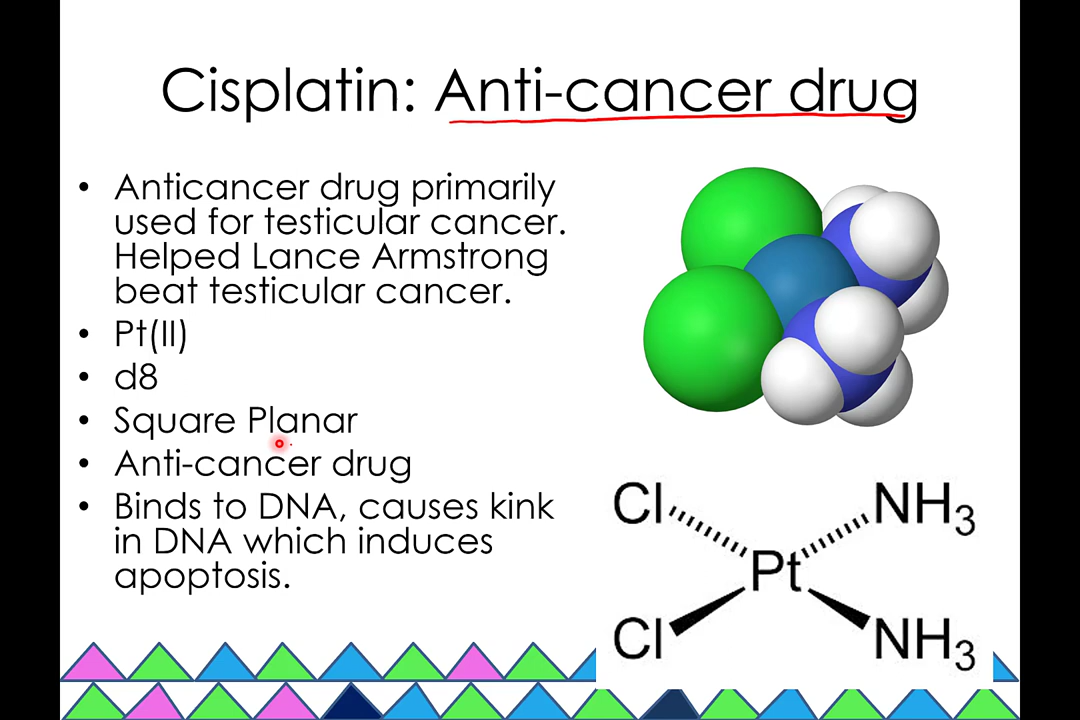 Cisplatin: Anti-cancer drug
• Anticancer drug primarily
used for testicular cancer.
Helped Lance Armstrong
beat testicular cancer.
• Pt(II)
• d8
• Square Planar
• Anti-cancer drug
• Binds to DNA, causes kink
in DNA which induces
apoptosis.
Cl NH3
Pt
Cl NH3